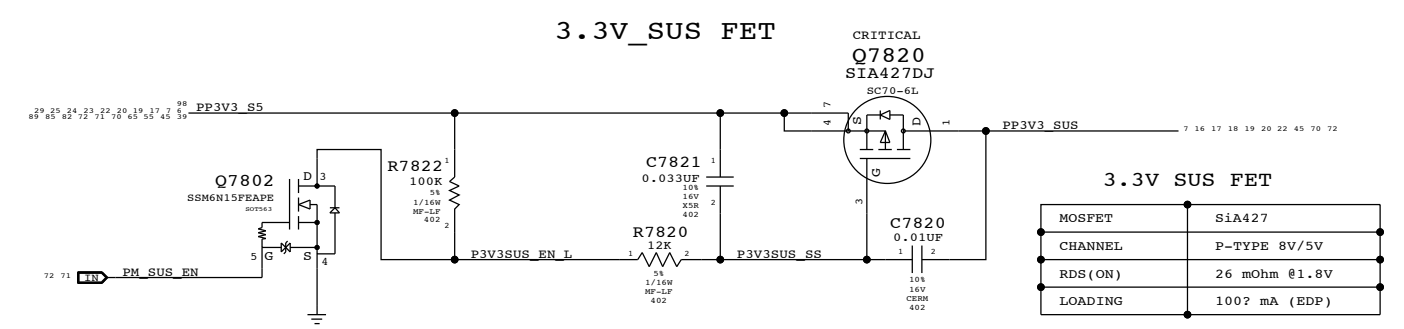 3.3V_SUS FET
CRITICAL
Q7820
SIA427DJ
SC70-6L
98
29 25 24 23 22 20 19 17 7 6
89 85 82 72 71 70 65 55 45 39
PP3V3_S5
7
4
S
D
1
G
3
PP3V3_SUS
7 16 17 18 19 20 22 45 70 72
Q7802
SSM6N15FEAPE
SOT563
D 3
5 G S 4
72 71 IN PM_SUS_EN
R7822 1
100K
5%
1/16W
MF-LF
402
2
P3V3SUS_EN_L
C7821
0.033UF
10%
16V
X5R
402
1
2
R7820
12K
1 2
5%
1/16W
MF-LF
402
P3V3SUS_SS
C7820
0.01UF
1 2
10%
16V
CERM
402
3.3V SUS FET
MOSFET SiA427
CHANNEL P-TYPE 8V/5V
RDS(ON) 26 mOhm @1.8V
LOADING 100? mA (EDP)